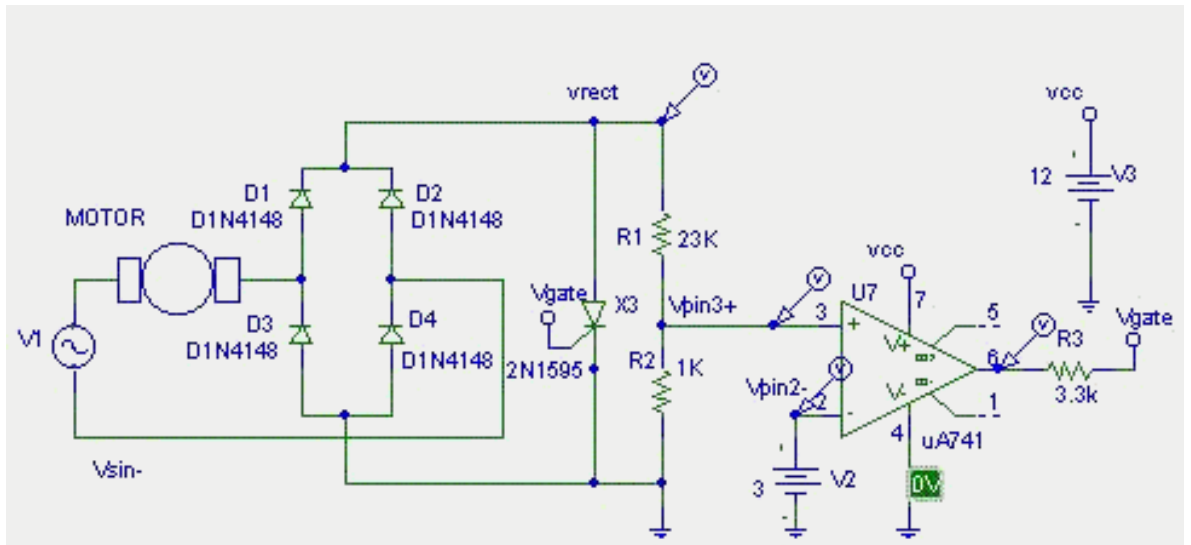 vrect
v
vcc
D1
D1N4148
D2
D1N4148
12
V3
MOTOR
R1
23K
vcc
Vgate
X3
Vpin3+
v
U7
7
5
v
R3
Vgate
3
+
V1
D3
D1N4148
D4
D1N4148
2N1595
R2
1K
V+
V-
6
3.3k
Vpin2-
v
2
-
1
4
uA741
Vsin-
3
V2
0V